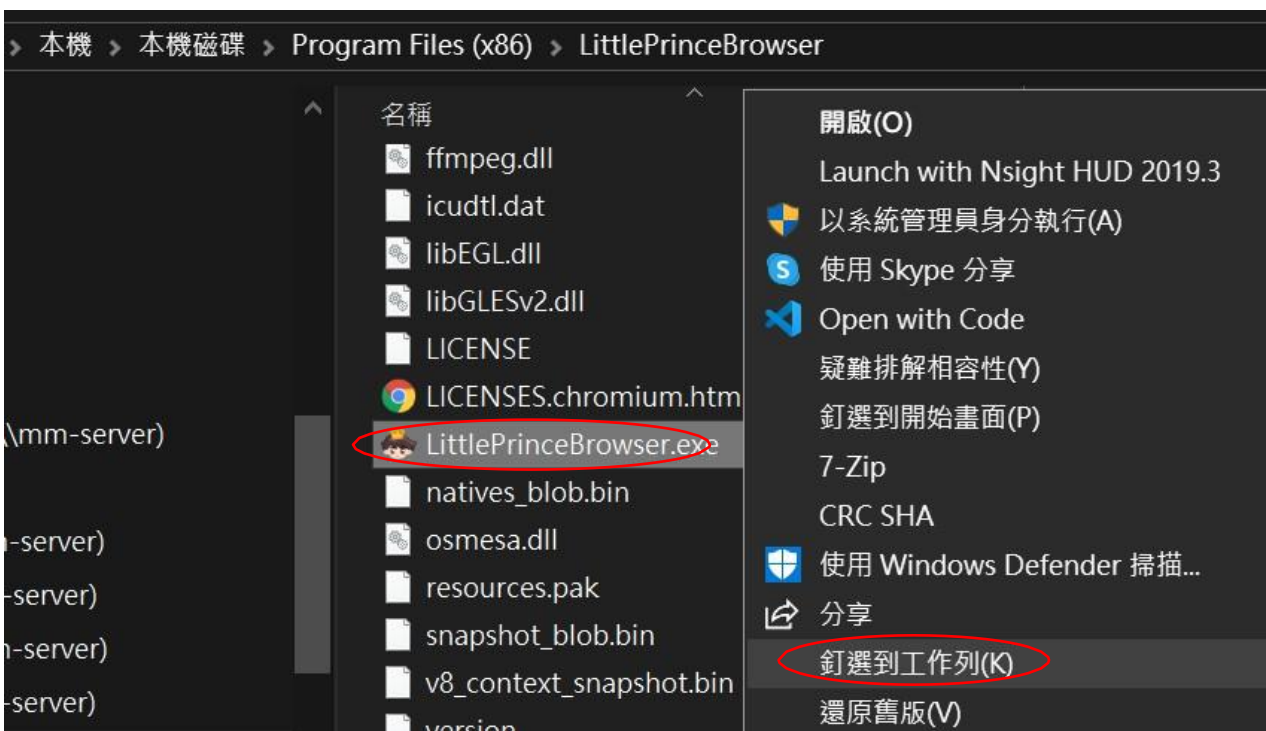 本機 > 本機磁碟 > Program Files (x86) > LittlePrinceBrowser
名稱
ffmpeg.dll
icudtl.dat
libEGL.dll
libGLESv2.dll
LICENSE
LICENSES.chromium.htm
LittlePrinceBrowser.exe
natives_blob.bin
osmesa.dll
resources.pak
snapshot_blob.bin
v8_context_snapshot.bin
version
\mm-server)
-server)
-server)
-server)
-server)
開啟(O)
Launch with Nsight HUD 2019.3
以系統管理員身分執行(A)
使用 Skype 分享
Open with Code
疑難排解相容性(Y)
釘選到開始畫面(P)
7-Zip
CRC SHA
使用 Windows Defender 掃描...
分享
釘選到工作列(K)
還原舊版(V)